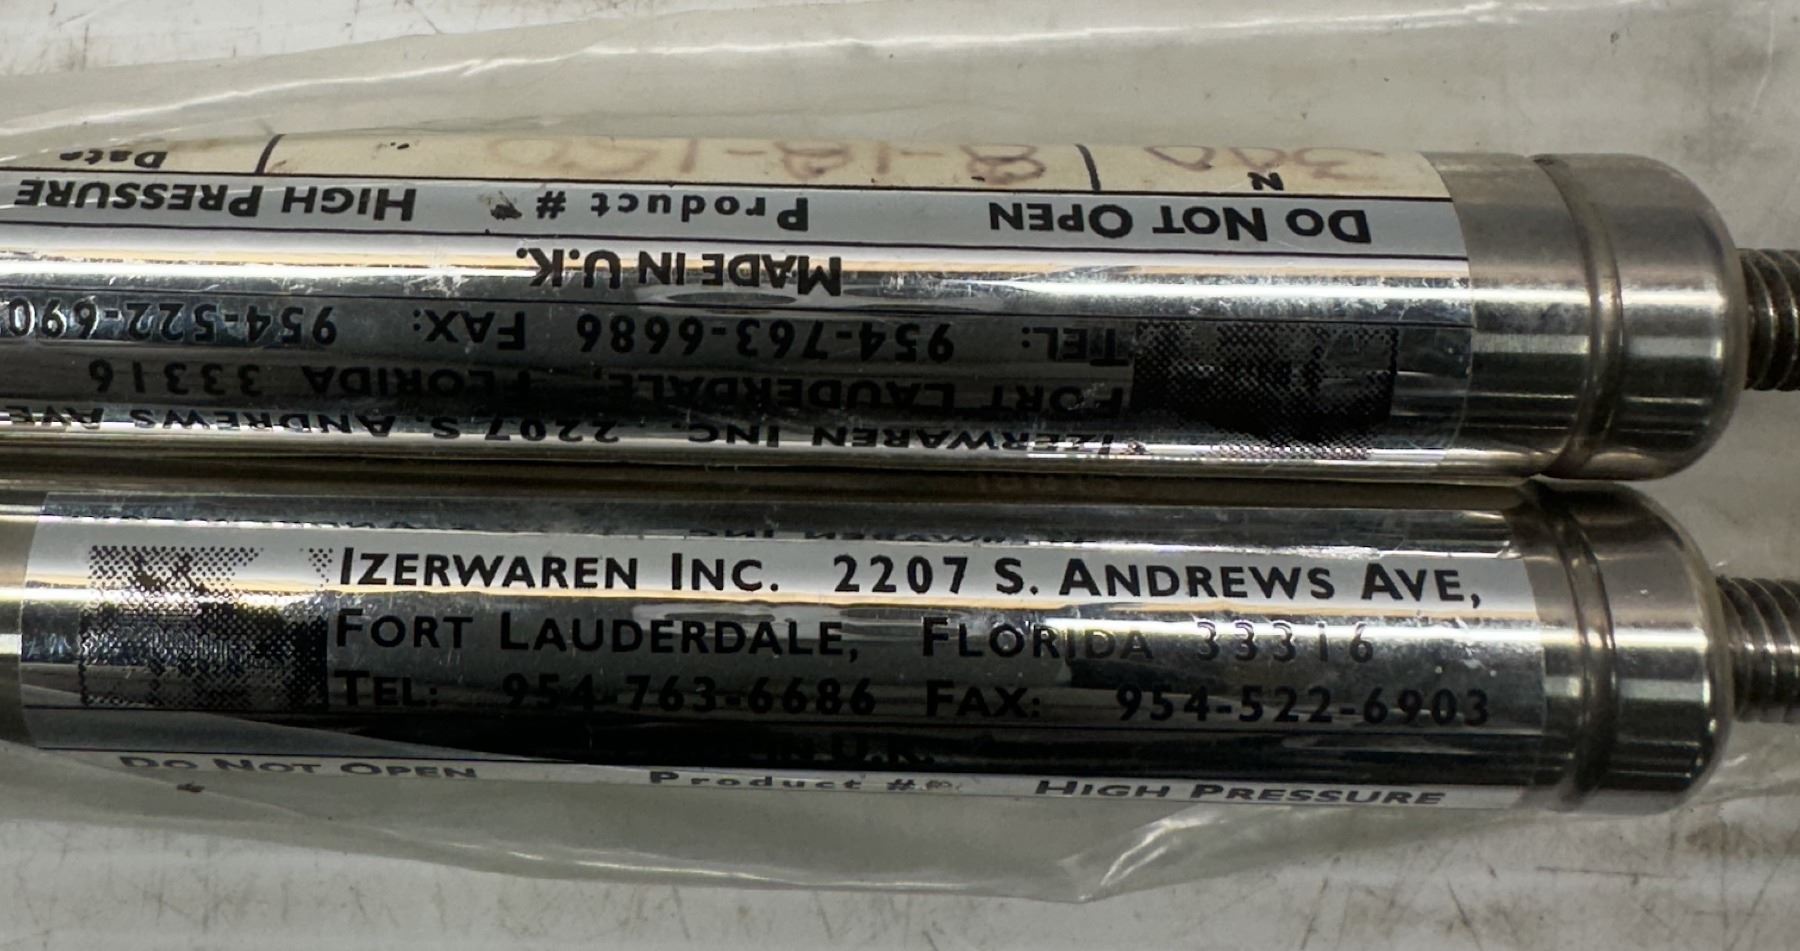 IZERWAREN INC. 2207 S. ANDREWS AVE
FORT LAUDERDALE, FLORIDA 33316
TEL: 954-763-6686 FAX: 954-522-690
MADE IN U.K.
DO NOT OPEN Product # HIGH PRESSURE
N
Date
IZERWAREN INC. 2207 S. ANDREWS AVE,
FORT LAUDERDALE, FLORIDA 33316
TEL: 954-763-6686 FAX: 954-522-6903
IN U.K.
DO NOT OPEN Product # HIGH PRESSURE